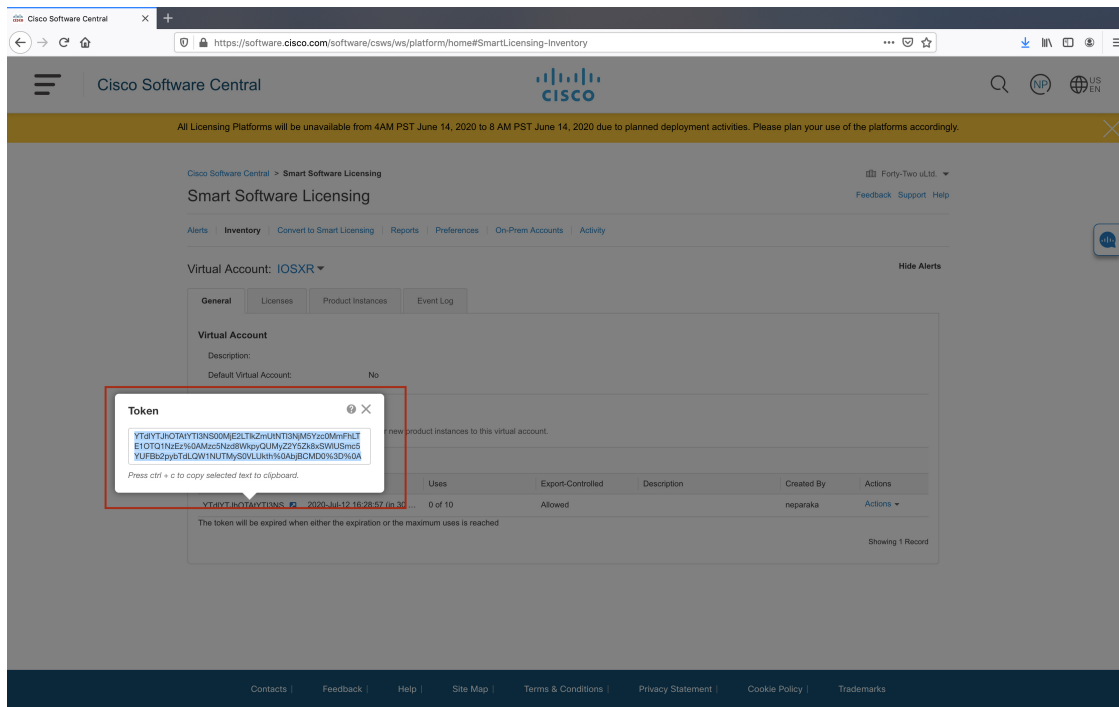 Cisco Software Central
https://software.cisco.com/software/csws/ws/platform/home#SmartLicensing-Inventory
Cisco Software Central
CISCO
NP
US
EN
All Licensing Platforms will be unavailable from 4AM PST June 14, 2020 to 8 AM PST June 14, 2020 due to planned deployment activities. Please plan your use of the platforms accordingly.
Cisco Software Central > Smart Software Licensing
Forty-Two uLtd.
Smart Software Licensing
Feedback Support Help
Alerts | Inventory | Convert to Smart Licensing | Reports | Preferences | On-Prem Accounts | Activity
Virtual Account: IOSXR
Hide Alerts
General Licenses Product Instances Event Log
Virtual Account
Description:
Default Virtual Account: No
Token
new product instances to this virtual account.
Press ctrl + c to copy selected text to clipboard.
Uses Export-Controlled Description Created By Actions
2020-Jul-12 16:28:57 (in 30 ... 0 of 10 Allowed neparaka Actions
The token will be expired when either the expiration or the maximum uses is reached
Showing 1 Record
Contacts | Feedback | Help | Site Map | Terms & Conditions | Privacy Statement | Cookie Policy | Trademarks